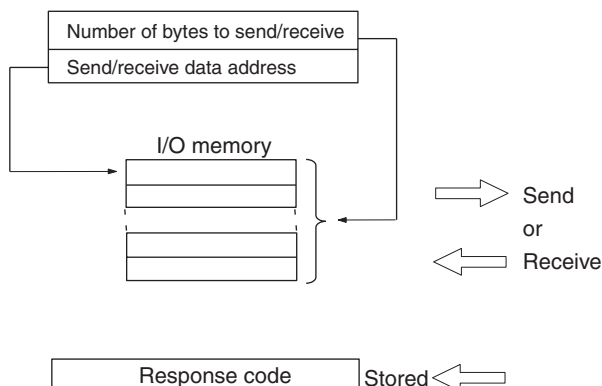 Number of bytes to send/receive
Send/receive data address
I/O memory
Send
or
Receive
Response code
Stored